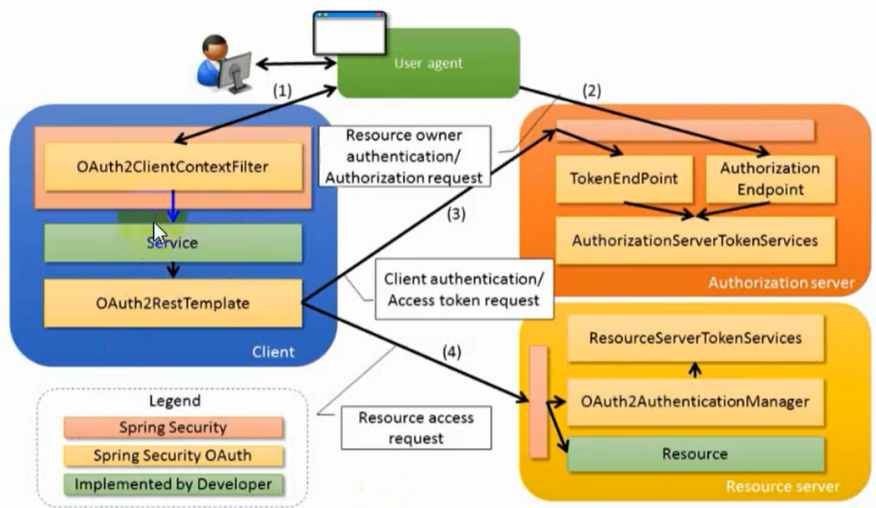 User agent
(1)
(2)
Resource owner
authentication/
Authorization request
OAuth2ClientContextFilter
Service
OAuth2RestTemplate
Client
(3)
TokenEndPoint
Authorization
Endpoint
AuthorizationServerTokenServices
Authorization server
Client authentication/
Access token request
(4)
Resource access
request
ResourceServerTokenServices
OAuth2AuthenticationManager
Resource
Resource server
Legend
Spring Security
Spring Security OAuth
Implemented by Developer